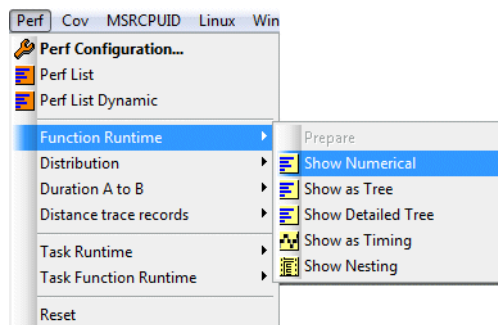 Perf Cov MSRCPUID Linux Win
Perf Configuration...
Perf List
Perf List Dynamic
Function Runtime
Distribution
Duration A to B
Distance trace records
Task Runtime
Task Function Runtime
Reset
Prepare
Show Numerical
Show as Tree
Show Detailed Tree
Show as Timing
Show Nesting